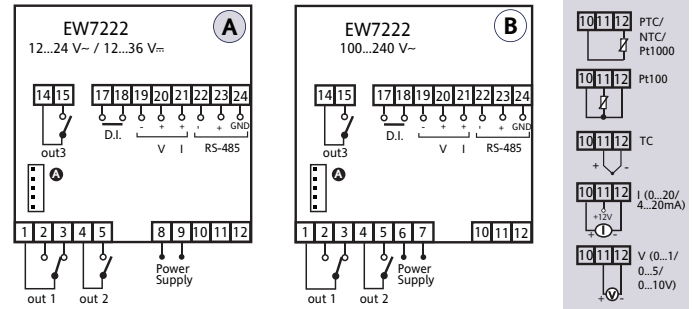 EW7222
A
12...24 V~ / 12...36 V⎓
14 15 17 18 19 20 21 22 23 24
D.I. - + + - + GND
out3 V I RS-485
A
1 2 3 4 5 8 9 10 11 12
Power
Supply
out 1 out 2
EW7222
B
100...240 V~
14 15 17 18 19 20 21 22 23 24
D.I. - + + - + GND
out3 V I RS-485
A
1 2 3 4 5 6 7 10 11 12
Power
Supply
out 1 out 2
10 11 12 PTC/
NTC/
Pt1000
10 11 12 Pt100
10 11 12 TC
+ -
10 11 12 I (0...20/
4...20mA)
+12V
+ I -
10 11 12 V (0...1/
0...5/
0...10V)
+ V -